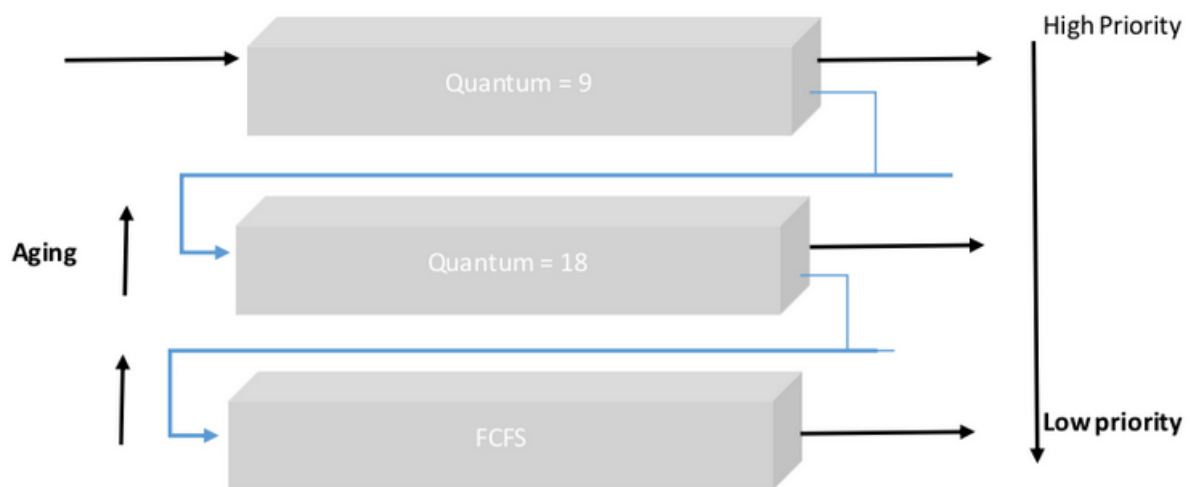 High Priority
Quantum = 9
Aging
Quantum = 18
FCFS
Low priority